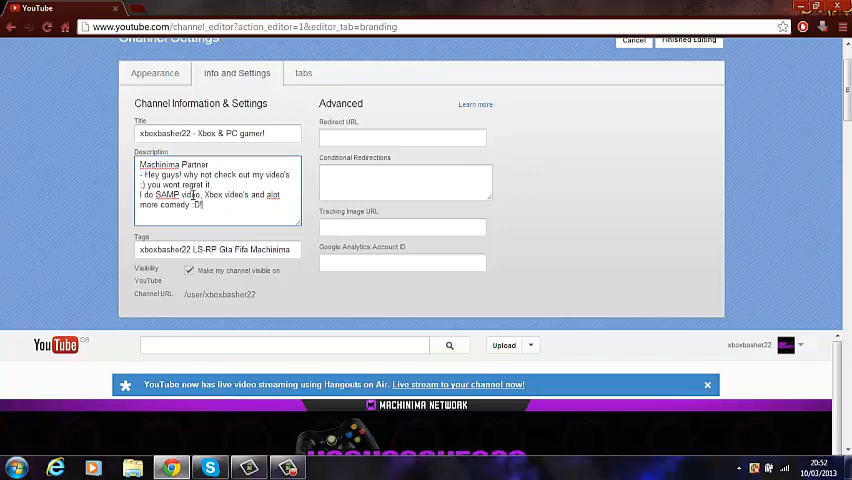 YouTube
www.youtube.com/channel_editor?action_editor=1&editor_tab=branding
Channel Settings
Cancel
Finished Editing
Appearance
Info and Settings
tabs
Channel Information & Settings
Advanced
Learn more
Title
Redirect URL
xboxbasher22 - Xbox & PC gamer!
Description
Conditional Redirections
Machinima Partner
- Hey guys! why not check out my video's
;) you wont regret it.
I do SAMP video, Xbox video's and alot
more comedy :D!
Tracking Image URL
Tags
Google Analytics Account ID
xboxbasher22 LS-RP Gta Fifa Machinima
Visibility
Make my channel visible on
YouTube
Channel URL
/user/xboxbasher22
YouTube GB
Upload
xboxbasher22
YouTube now has live video streaming using Hangouts on Air. Live stream to your channel now!
MACHINIMA NETWORK
20:52
10/03/2013